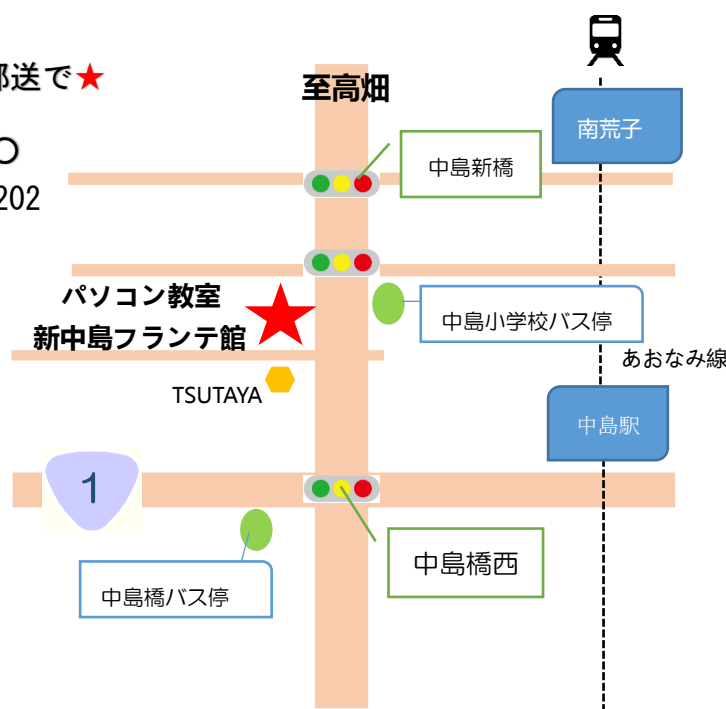 郵送で★
至高畑
南荒子
中島新橋
〇
202
パソコン教室
新中島フランテ館
中島小学校バス停
あおなみ線
TSUTAYA
中島駅
1
中島橋西
中島橋バス停